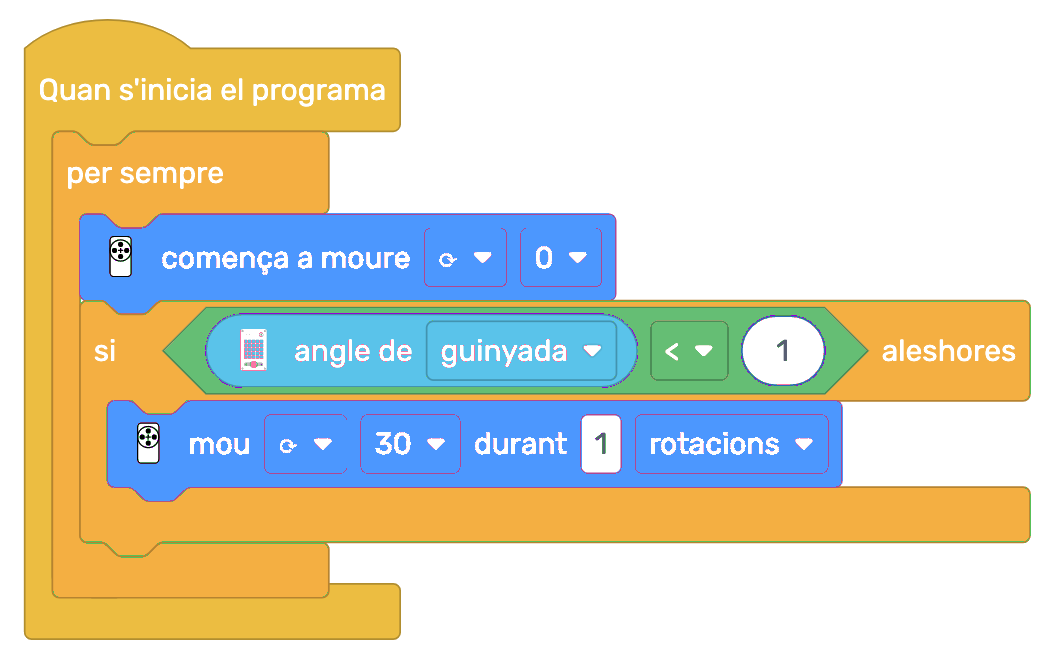 Quan s'inicia el programa
per sempre
comença a moure ⟳ 0
si angle de guinyada < 1 aleshores
mou ⟳ 30 durant 1 rotacions